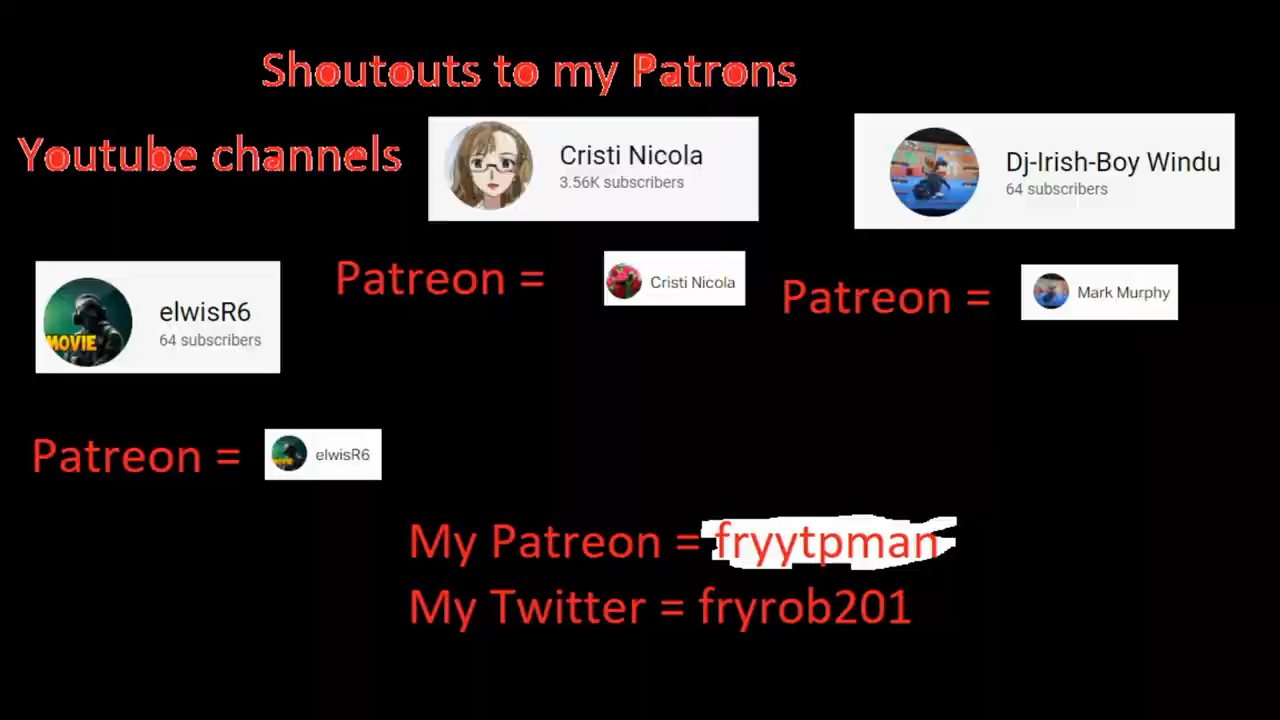 Shoutouts to my Patrons
Youtube channels
Cristi Nicola
3.56K subscribers
Dj-Irish-Boy Windu
64 subscribers
Patreon =
Cristi Nicola
Patreon =
Mark Murphy
MOVIE
elwisR6
64 subscribers
Patreon =
MOVIE
elwisR6
My Patreon = fryytpman
My Twitter = fryrob201